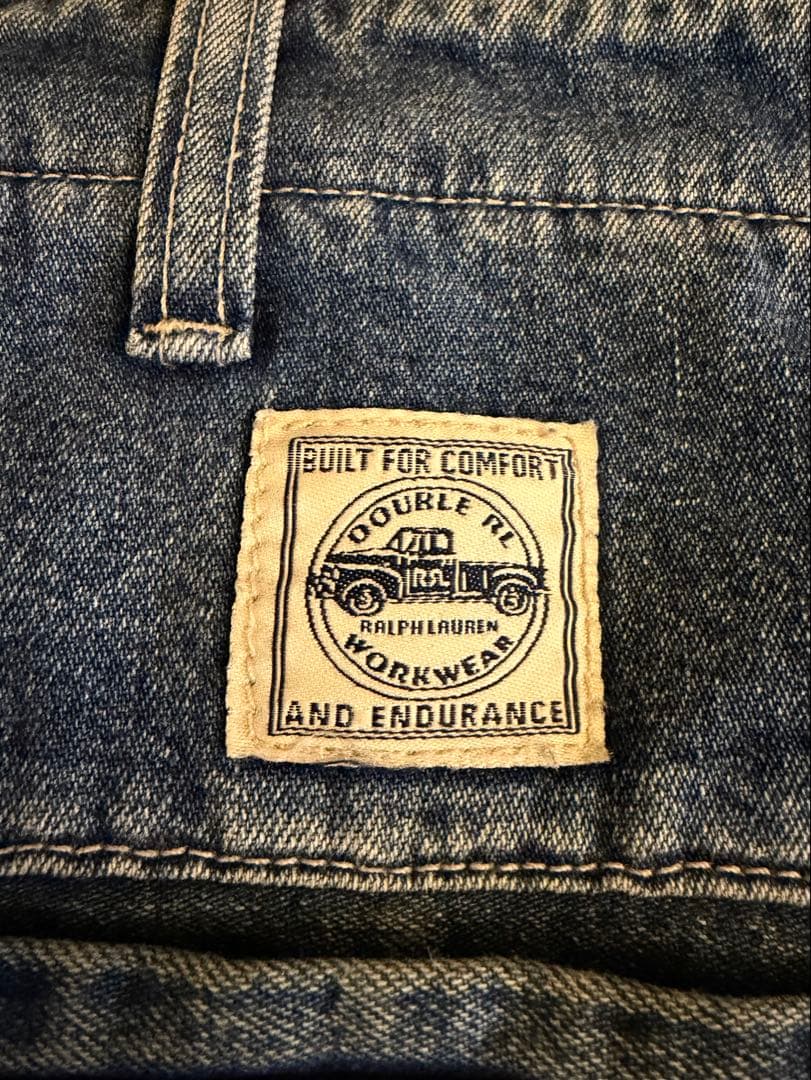 BUILT FOR COMFORT
DOUBLE RL
RRL
RALPH LAUREN
WORKWEAR
AND ENDURANCE